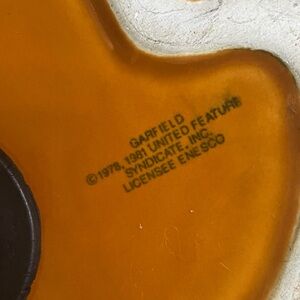 GARFIELD
© 1978, 1981 UNITED FEATURE
SYNDICATE, INC.
LICENSEE ENESCO